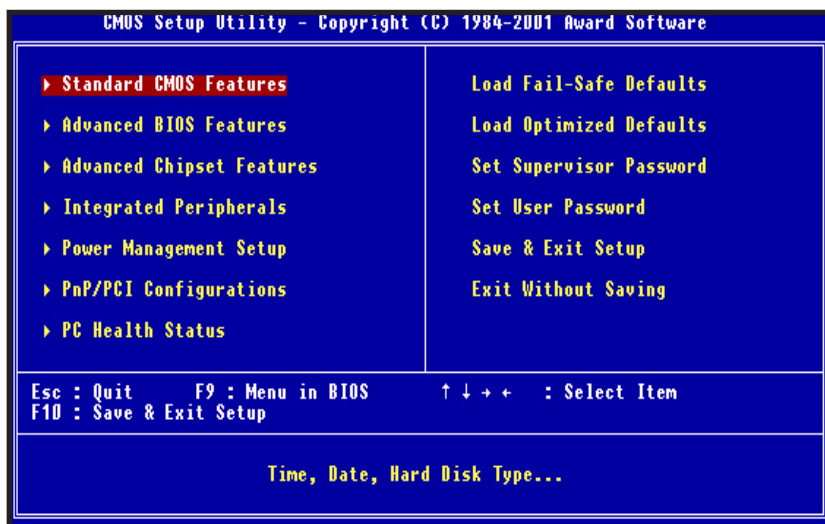 CMOS Setup Utility - Copyright (C) 1984-2001 Award Software
▸ Standard CMOS Features
▸ Advanced BIOS Features
▸ Advanced Chipset Features
▸ Integrated Peripherals
▸ Power Management Setup
▸ PnP/PCI Configurations
▸ PC Health Status
Load Fail-Safe Defaults
Load Optimized Defaults
Set Supervisor Password
Set User Password
Save & Exit Setup
Exit Without Saving
Esc : Quit F9 : Menu in BIOS ↑ ↓ → ← : Select Item
F10 : Save & Exit Setup
Time, Date, Hard Disk Type...